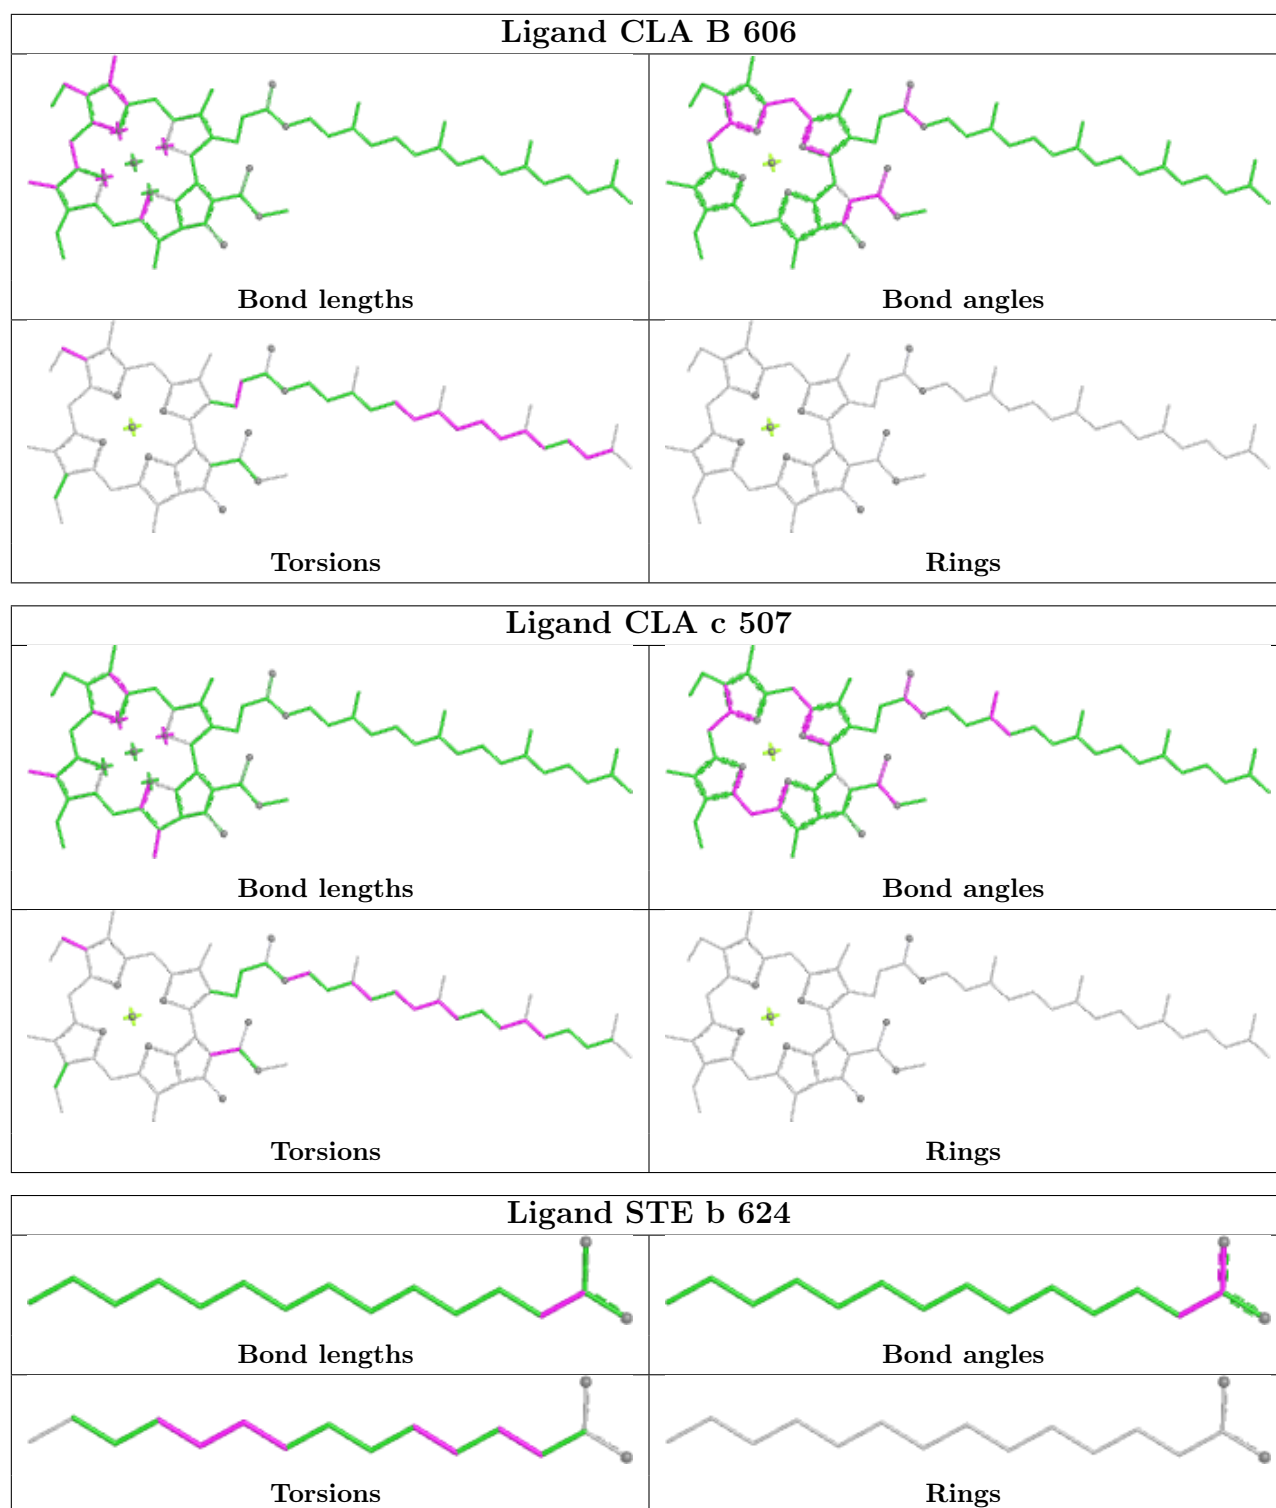 Ligand CLA B 606
Bond lengths
Bond angles
Torsions
Rings
Ligand CLA c 507
Bond lengths
Bond angles
Torsions
Rings
Ligand STE b 624
Bond lengths
Bond angles
Torsions
Rings